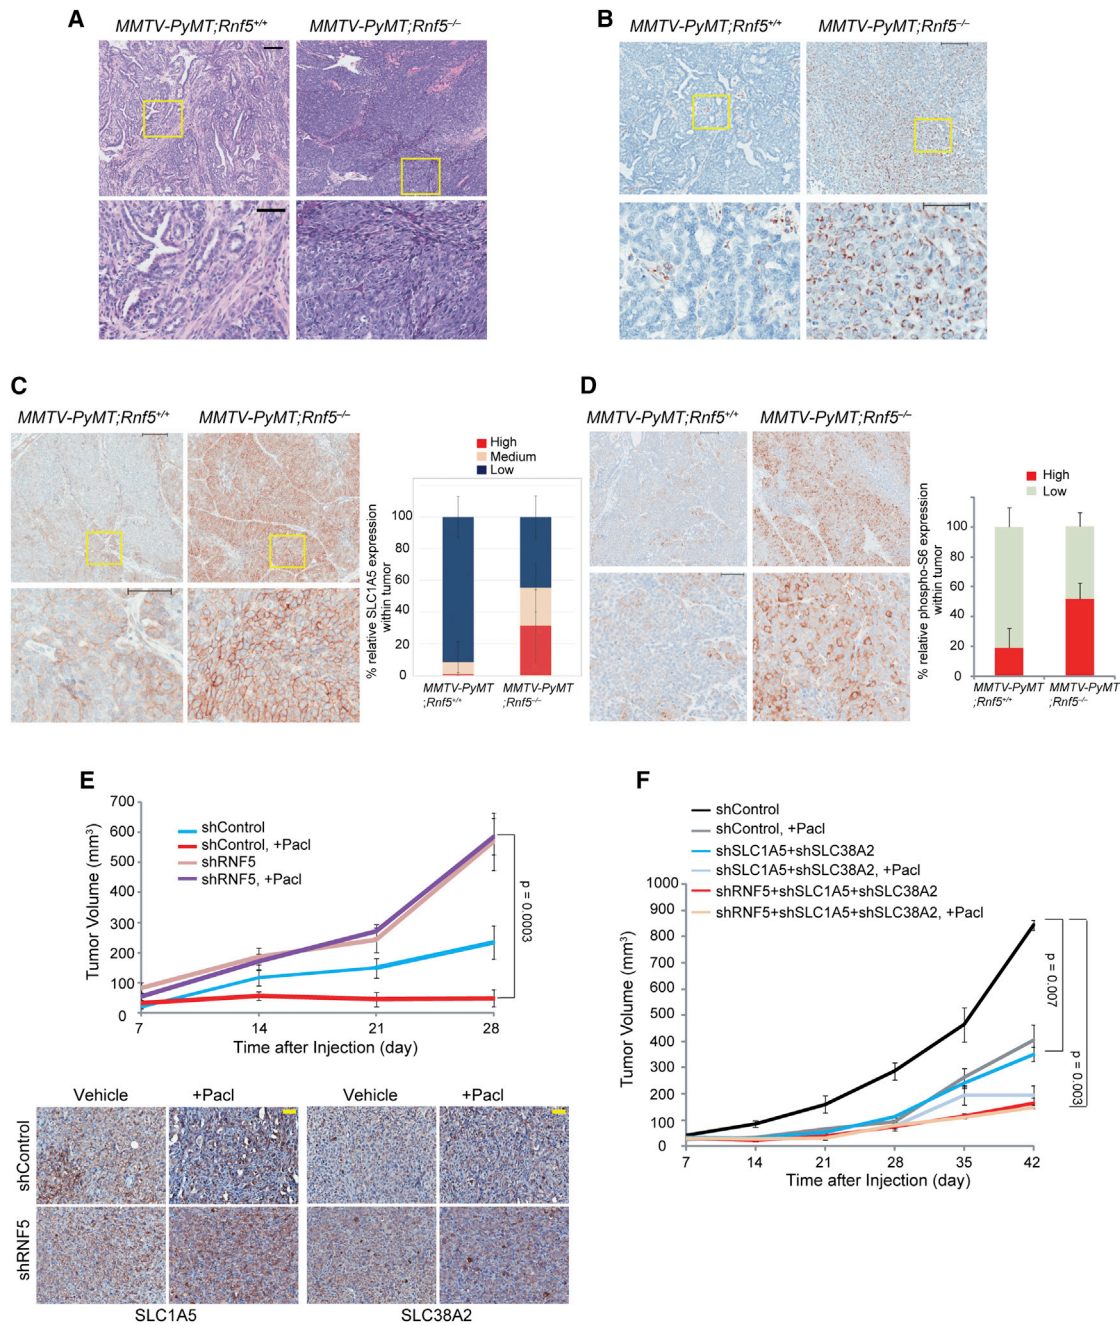 A
MMTV-PyMT;Rnf5+/+
MMTV-PyMT;Rnf5–/–
B
MMTV-PyMT;Rnf5+/+
MMTV-PyMT;Rnf5–/–
C
MMTV-PyMT;Rnf5+/+
MMTV-PyMT;Rnf5–/–
High
Medium
Low
% relative SLC1A5 expression
within tumor
100
80
60
40
20
0
MMTV-PyMT
;Rnf5+/+
MMTV-PyMT
;Rnf5–/–
D
MMTV-PyMT;Rnf5+/+
MMTV-PyMT;Rnf5–/–
High
Low
% relative phospho-S6 expression
within tumor
100
80
60
40
20
0
MMTV-PyMT
;Rnf5+/+
MMTV-PyMT
;Rnf5–/–
E
Tumor Volume (mm3)
700
600
500
400
300
200
100
0
shControl
shControl, +Pacl
shRNF5
shRNF5, +Pacl
p = 0.0003
7
14
21
28
Time after Injection (day)
Vehicle
+Pacl
Vehicle
+Pacl
shControl
shRNF5
SLC1A5
SLC38A2
F
shControl
shControl, +Pacl
shSLC1A5+shSLC38A2
shSLC1A5+shSLC38A2, +Pacl
shRNF5+shSLC1A5+shSLC38A2
shRNF5+shSLC1A5+shSLC38A2, +Pacl
Tumor Volume (mm3)
1000
900
800
700
600
500
400
300
200
100
0
p = 0.007
p = 0.003
7
14
21
28
35
42
Time after Injection (day)